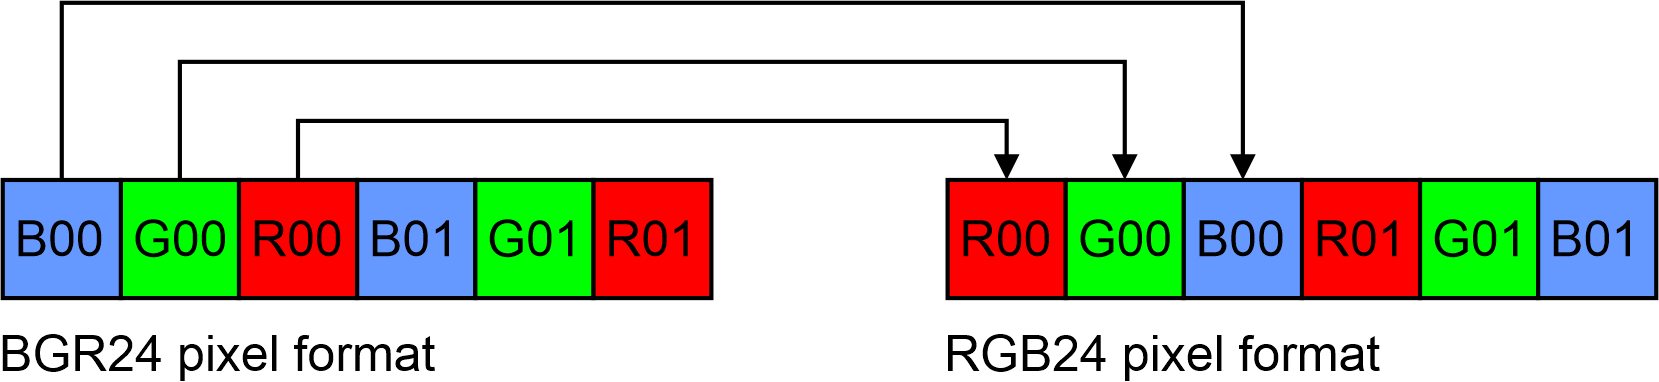 B00 G00 R00 B01 G01 R01 R00 G00 B00 R01 G01 B01
BGR24 pixel format RGB24 pixel format